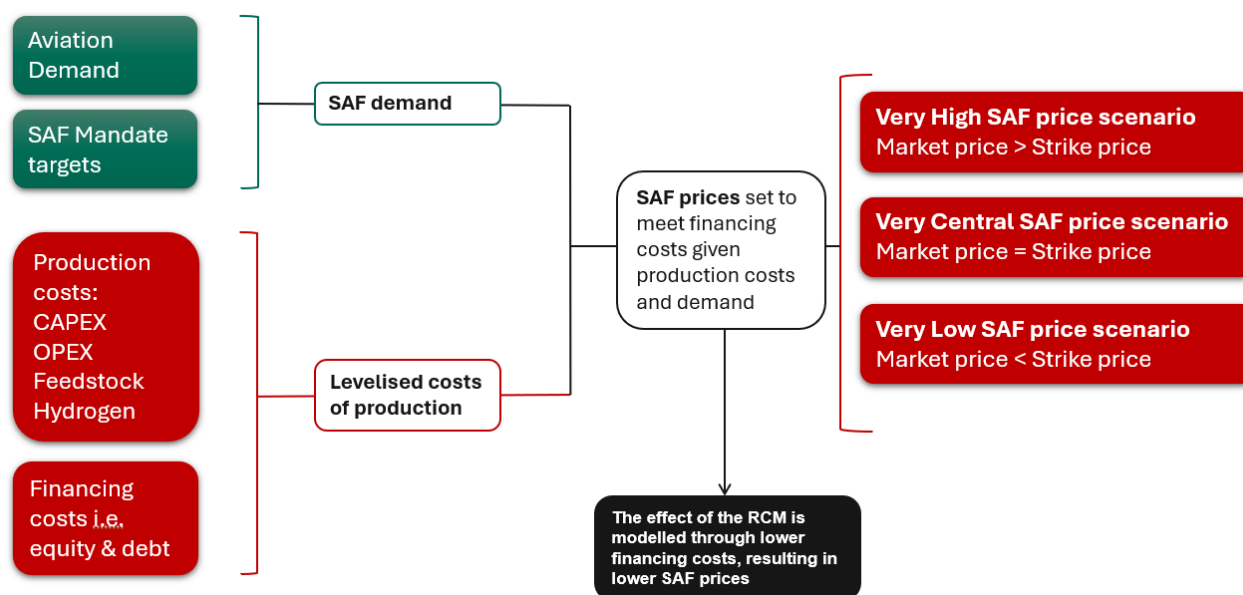 Aviation
Demand
SAF Mandate
targets
Production
costs:
CAPEX
OPEX
Feedstock
Hydrogen
Financing
costs i.e.
equity & debt
SAF demand
Levelised costs
of production
SAF prices set to
meet financing
costs given
production costs
and demand
The effect of the RCM is
modelled through lower
financing costs, resulting in
lower SAF prices
Very High SAF price scenario
Market price > Strike price
Very Central SAF price scenario
Market price = Strike price
Very Low SAF price scenario
Market price < Strike price